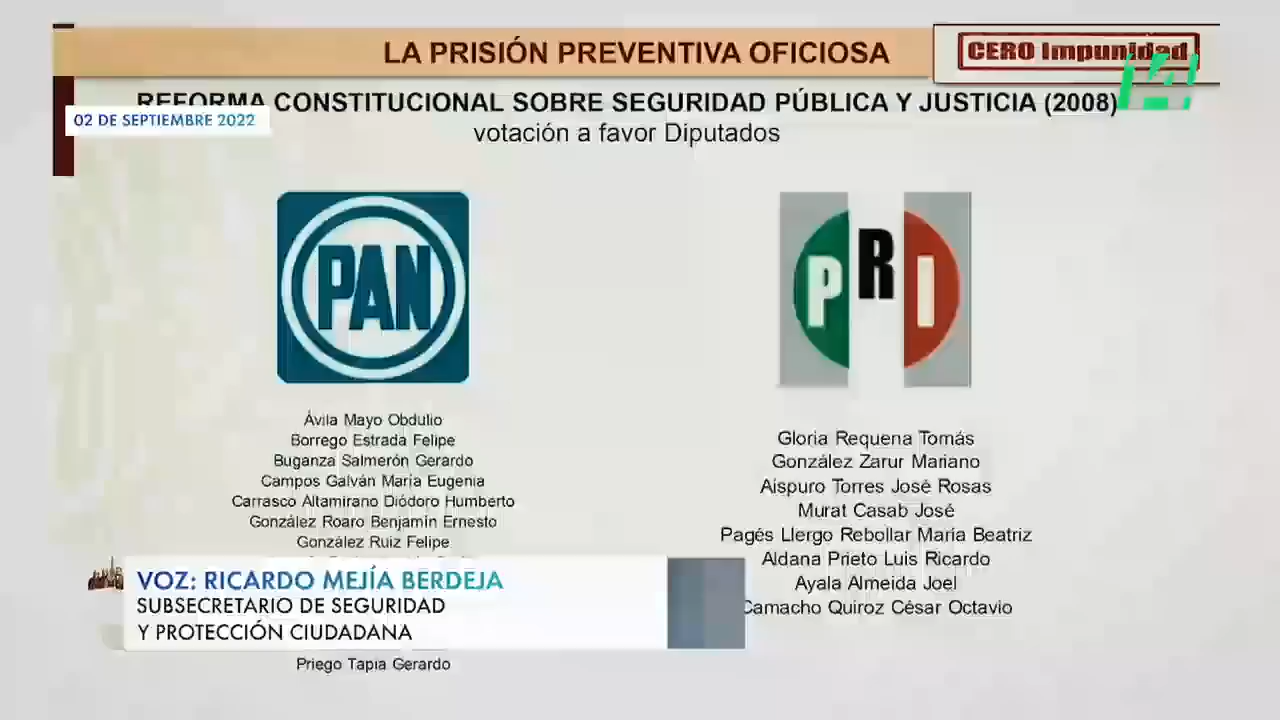 LA PRISIÓN PREVENTIVA OFICIOSA
CERO Impunidad
REFORMA CONSTITUCIONAL SOBRE SEGURIDAD PÚBLICA Y JUSTICIA (2008)
02 DE SEPTIEMBRE 2022
votación a favor Diputados
PAN
PRI
Ávila Mayo Obdulio
Borrego Estrada Felipe
Buganza Salmerón Gerardo
Campos Galván María Eugenia
Carrasco Altamirano Diódoro Humberto
González Roaro Benjamín Ernesto
González Ruiz Felipe
Priego Tapia Gerardo
Gloria Requena Tomás
González Zarur Mariano
Aispuro Torres José Rosas
Murat Casab José
Pagés Llergo Rebollar María Beatriz
Aldana Prieto Luis Ricardo
Ayala Almeida Joel
Camacho Quiroz César Octavio
VOZ: RICARDO MEJÍA BERDEJA
SUBSECRETARIO DE SEGURIDAD
Y PROTECCIÓN CIUDADANA